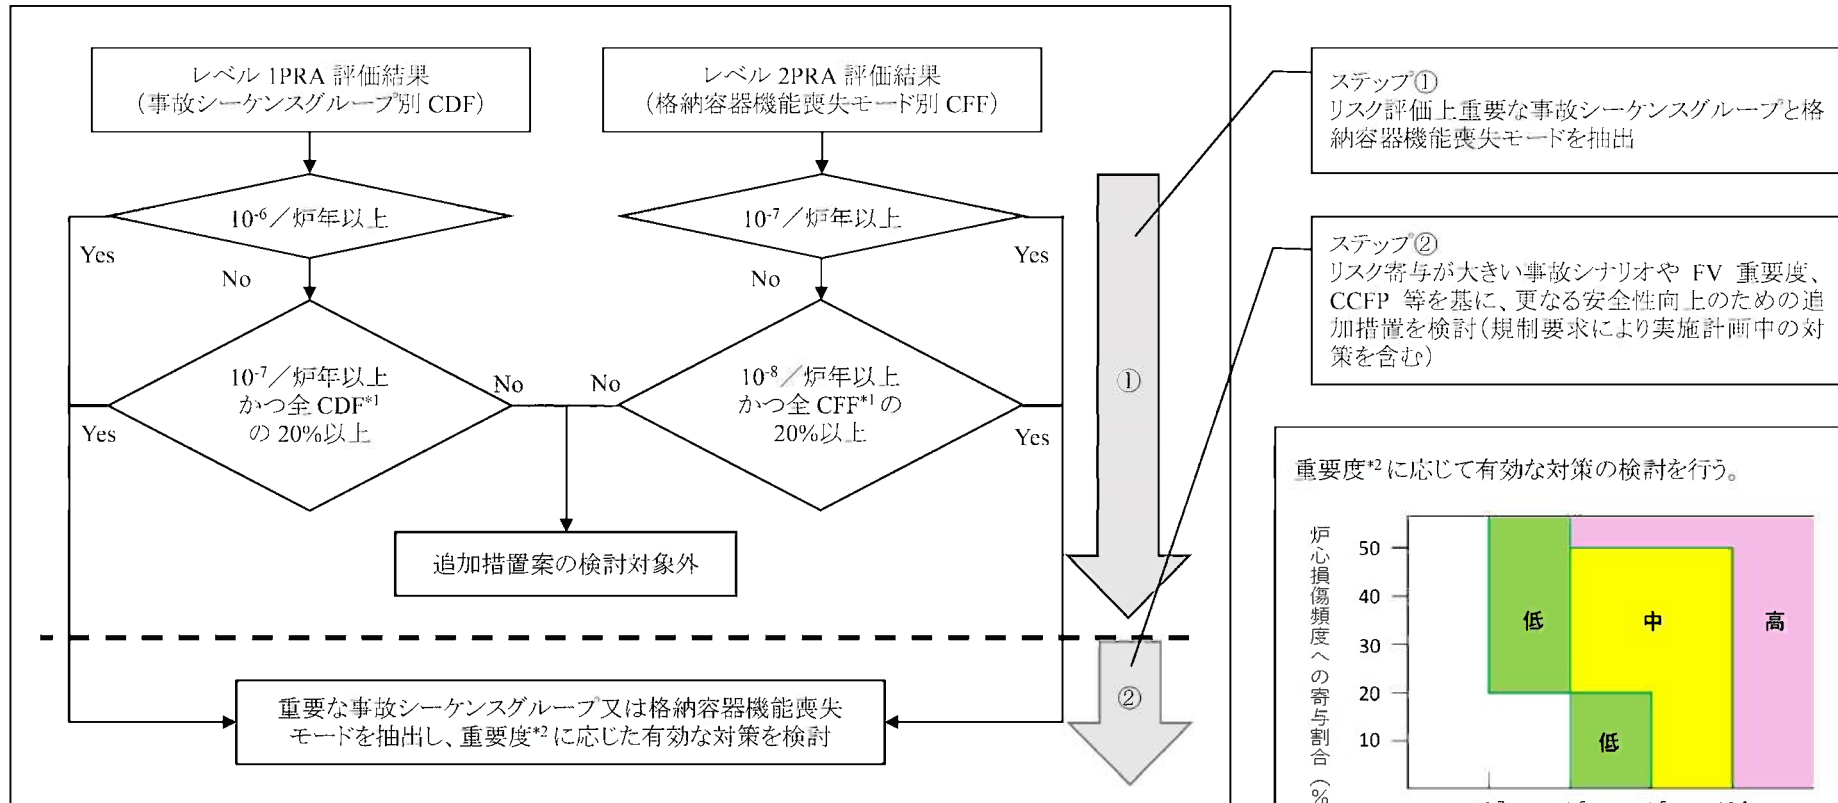 レベル 1PRA 評価結果
（事故シーケンスグループ別 CDF）
レベル 2PRA 評価結果
（格納容器機能喪失モード別 CFF）
10-6／炉年以上
10-7／炉年以上
Yes
No
No
Yes
10-7／炉年以上
かつ全 CDF*1
の 20%以上
No
No
10-8／炉年以上
かつ全 CFF*1 の
20%以上
Yes
Yes
追加措置案の検討対象外
重要な事故シーケンスグループ又は格納容器機能喪失
モードを抽出し、重要度*2 に応じた有効な対策を検討
①
②
ステップ①
リスク評価上重要な事故シーケンスグループと格
納容器機能喪失モードを抽出
ステップ②
リスク寄与が大きい事故シナリオや FV 重要度、
CCFP 等を基に、更なる安全性向上のための追
加措置を検討（規制要求により実施計画中の対
策を含む）
重要度*2 に応じて有効な対策の検討を行う。
炉心損傷頻度への寄与割合（%
50
40
30
20
10
低
中
高
低